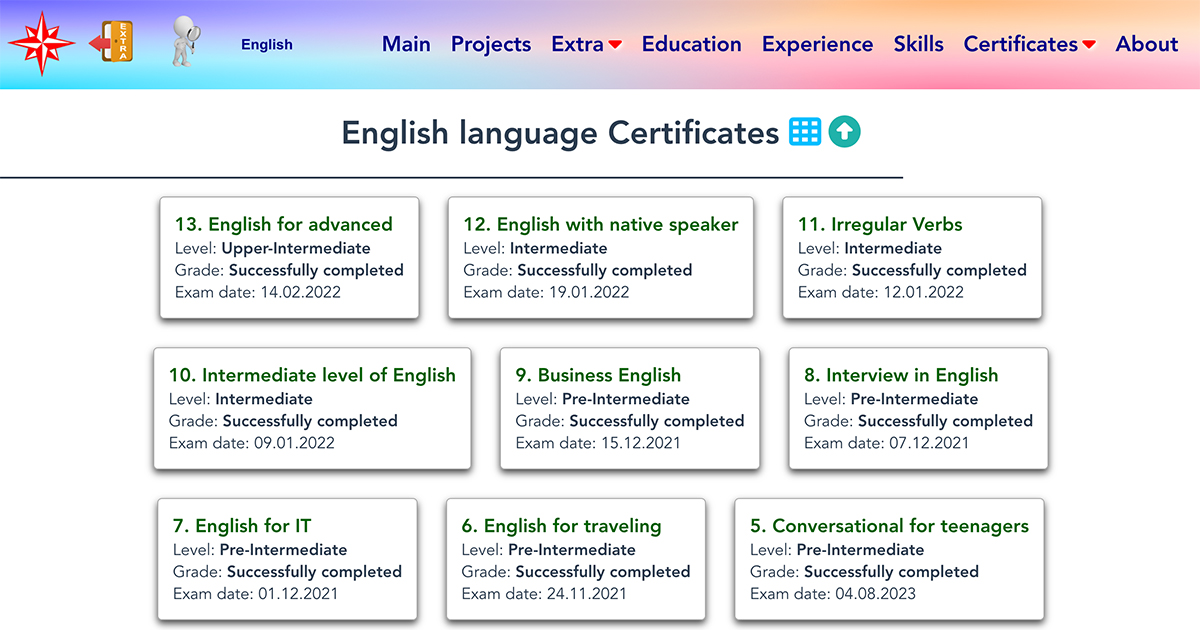 EXTRA
English
Main Projects Extra Education Experience Skills Certificates About
English language Certificates
13. English for advanced
Level: Upper-Intermediate
Grade: Successfully completed
Exam date: 14.02.2022
12. English with native speaker
Level: Intermediate
Grade: Successfully completed
Exam date: 19.01.2022
11. Irregular Verbs
Level: Intermediate
Grade: Successfully completed
Exam date: 12.01.2022
10. Intermediate level of English
Level: Intermediate
Grade: Successfully completed
Exam date: 09.01.2022
9. Business English
Level: Pre-Intermediate
Grade: Successfully completed
Exam date: 15.12.2021
8. Interview in English
Level: Pre-Intermediate
Grade: Successfully completed
Exam date: 07.12.2021
7. English for IT
Level: Pre-Intermediate
Grade: Successfully completed
Exam date: 01.12.2021
6. English for traveling
Level: Pre-Intermediate
Grade: Successfully completed
Exam date: 24.11.2021
5. Conversational for teenagers
Level: Pre-Intermediate
Grade: Successfully completed
Exam date: 04.08.2023